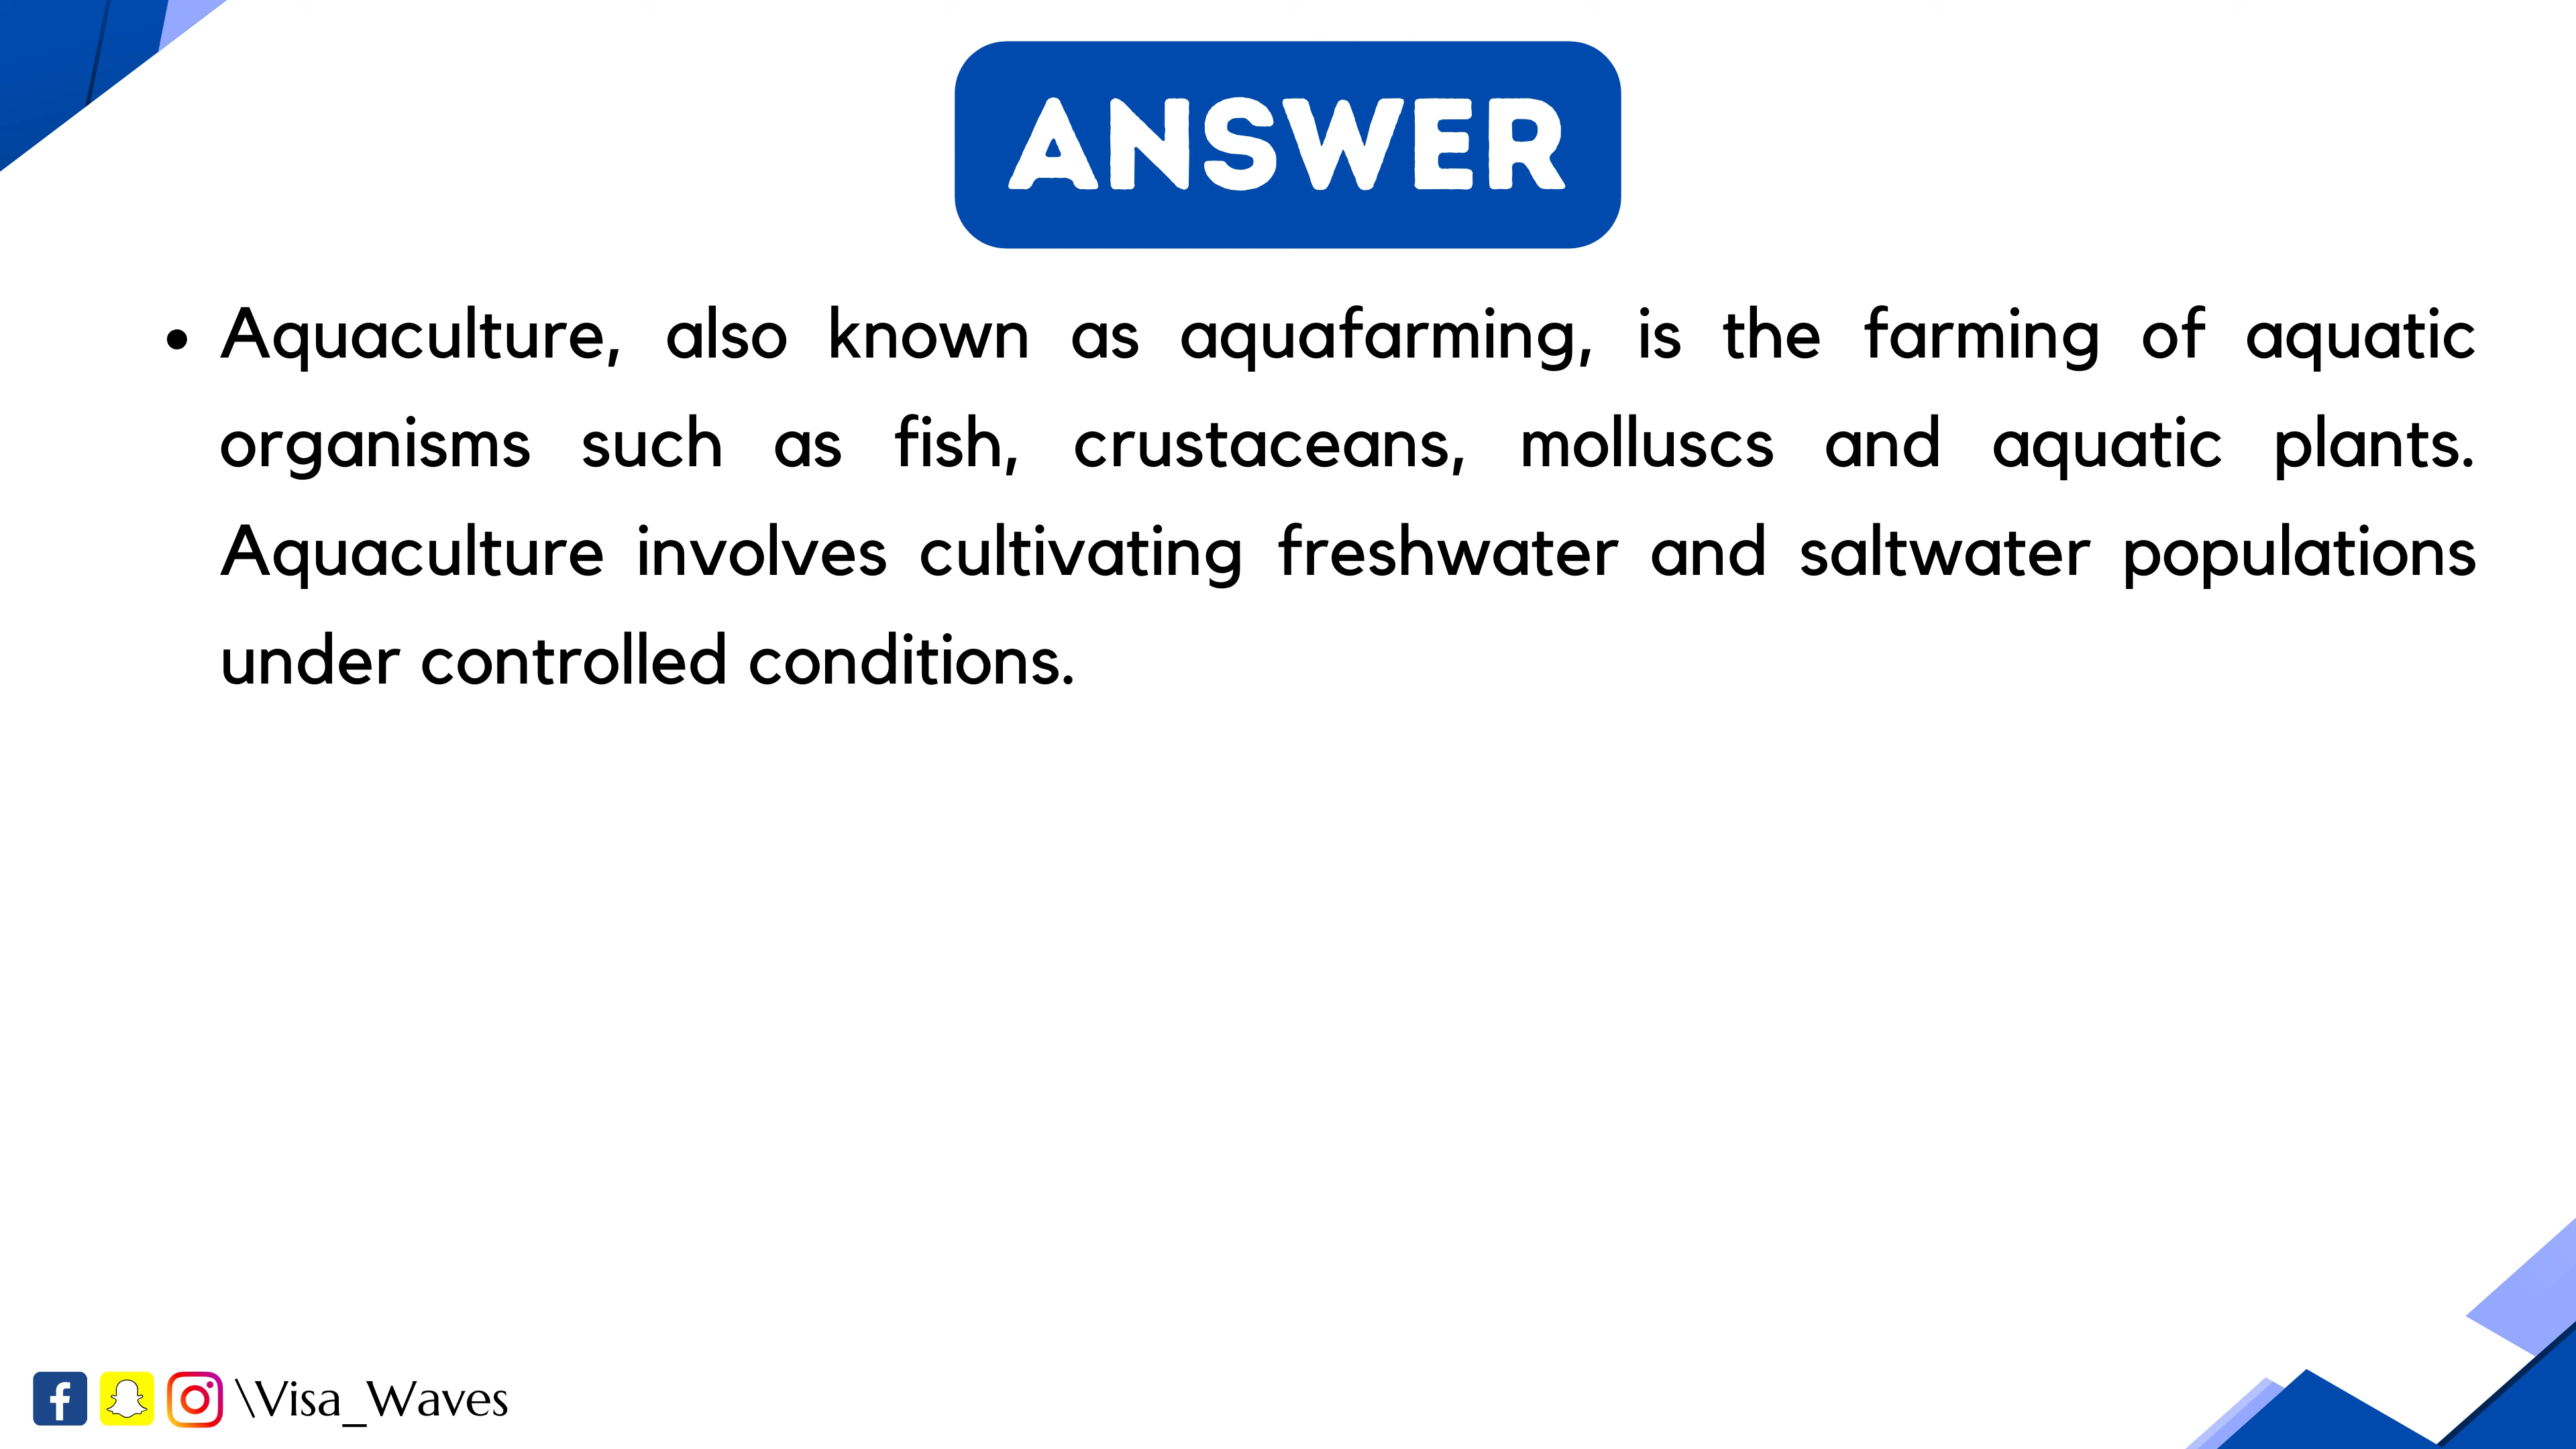 ANSWER
• Aquaculture, also known as aquafarming, is the farming of aquatic
organisms such as fish, crustaceans, molluscs and aquatic plants.
Aquaculture involves cultivating freshwater and saltwater populations
under controlled conditions.
\Visa_Waves